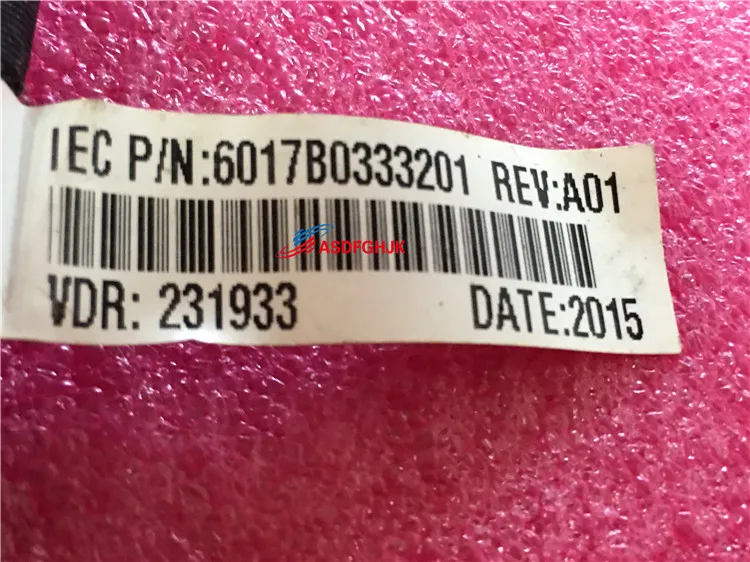 IEC P/N:6017B0333201 REV:A01
ASDFGHJK
VDR: 231933 DATE:2015